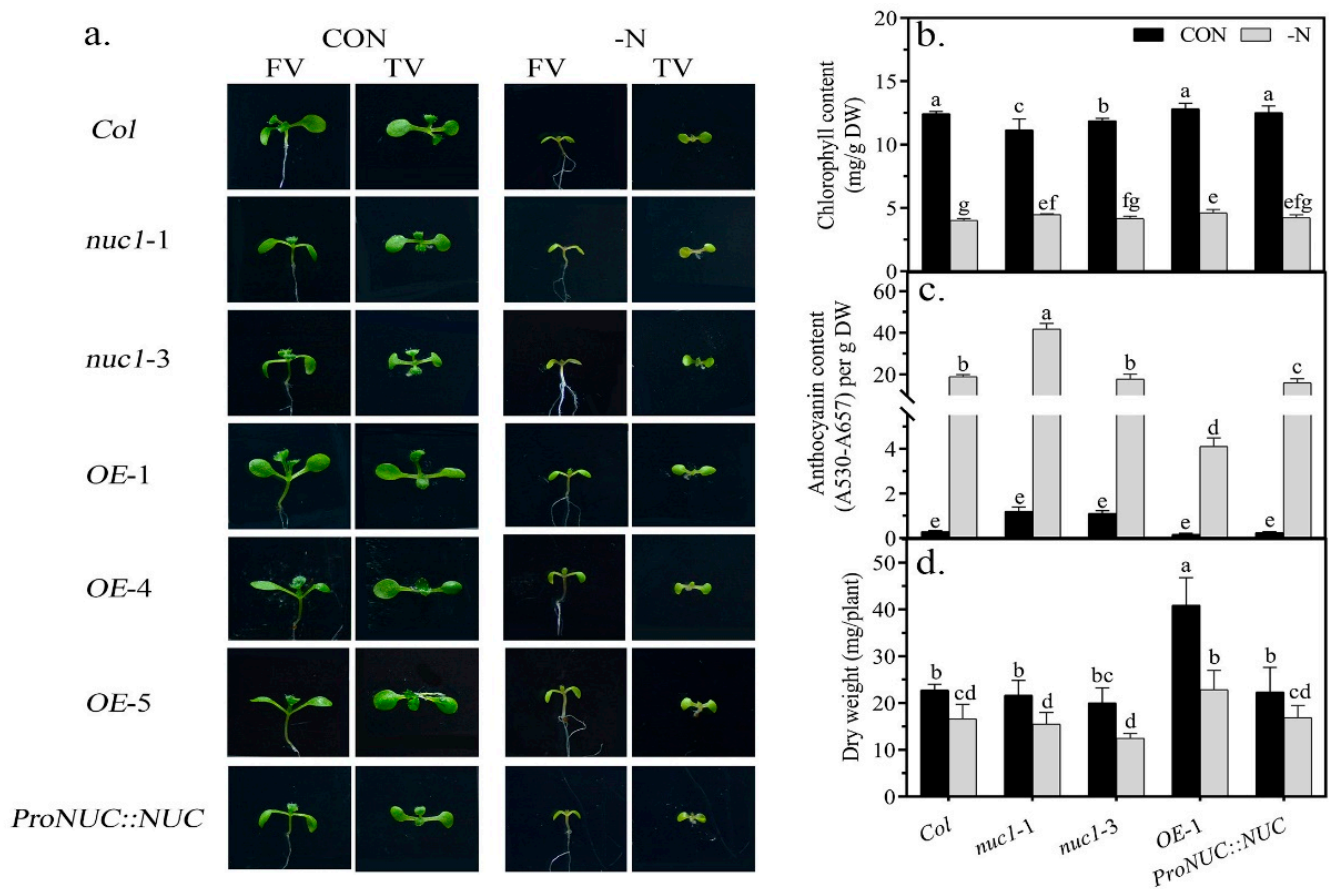 a.
CON -N
FV TV FV TV
Col
nuc1-1
nuc1-3
OE-1
OE-4
OE-5
ProNUC::NUC
b. CON -N
Chlorophyll content
(mg/g DW)
20
15
10
5
0
a g c ef b fg a e a efg
c.
Anthocyanin content
(A530-A657) per g DW
60
40
20
4
2
0
e b e a e b e d e c
d.
Dry weight (mg/plant)
50
40
30
20
10
0
b cd b d bc d a b b cd
Col nuc1-1 nuc1-3 OE-1 ProNUC::NUC